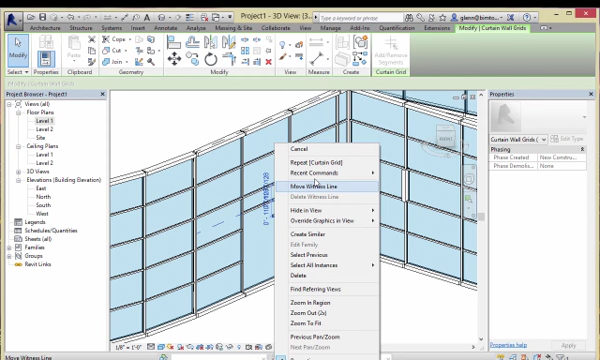 Project1 - 3D View: {3...
Type a keyword or phrase
glenn@bimto...
Architecture Structure Systems Insert Annotate Analyze Massing & Site Collaborate View Manage Add-Ins Quantification Extensions Modify | Curtain Wall Grids
Modify
Cope
Cut
Join
Paste
Add/Remove
Segments
Select Properties Clipboard Geometry Modify View Measure Create Curtain Grid
Modify | Curtain Wall Grids
Project Browser - Project1
Views (all)
Floor Plans
Level 1
Level 2
Site
Ceiling Plans
Level 1
Level 2
3D Views
Elevations (Building Elevation)
East
North
South
West
Legends
Schedules/Quantities
Sheets (all)
Families
Groups
Revit Links
Cancel
Repeat [Curtain Grid]
Recent Commands
Move Witness Line
Delete Witness Line
Hide in View
Override Graphics in View
Create Similar
Edit Family
Select Previous
Select All Instances
Delete
Find Referring Views
Zoom In Region
Zoom Out (2x)
Zoom To Fit
Previous Pan/Zoom
Next Pan/Zoom
Properties
Curtain Wall Grids (
Edit Type
Phasing
Phase Created New Constru...
Phase Demolis...
Properties help
Apply
1/8" = 1'-0"
Move Witness Line